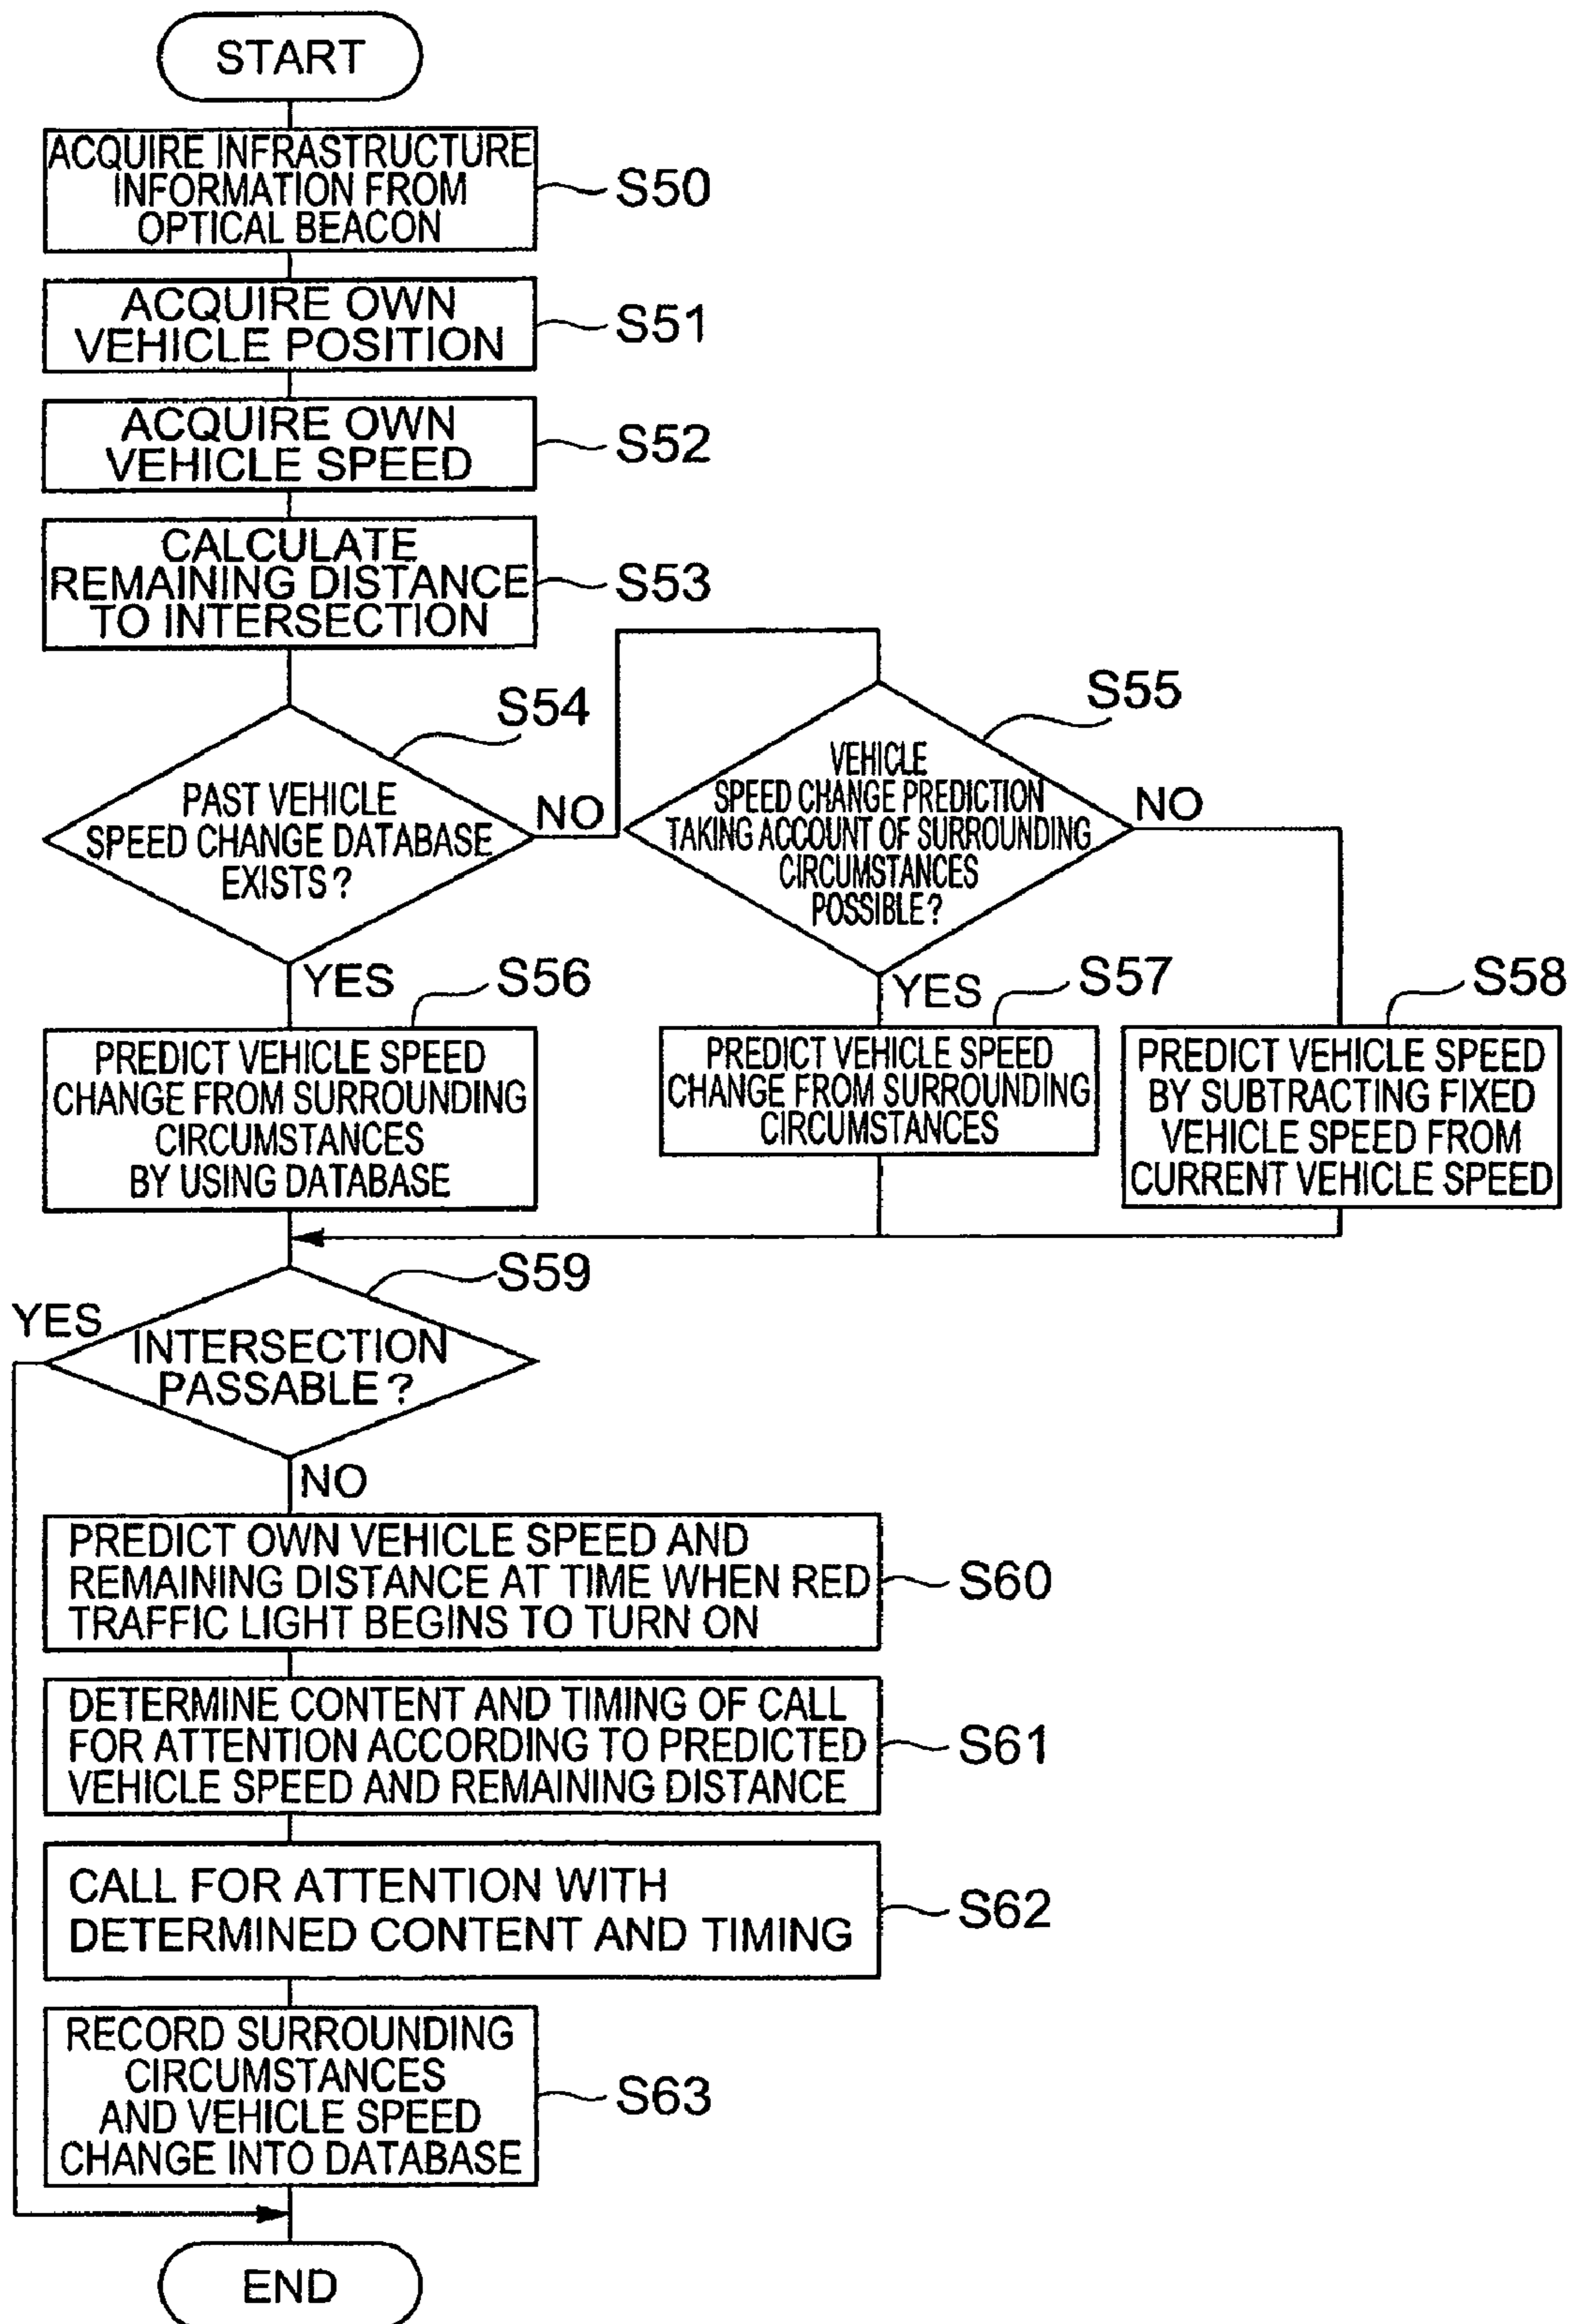 START
ACQUIRE INFRASTRUCTURE
INFORMATION FROM
OPTICAL BEACON
S50
ACQUIRE OWN
VEHICLE POSITION
S51
ACQUIRE OWN
VEHICLE SPEED
S52
CALCULATE
REMAINING DISTANCE
TO INTERSECTION
S53
S54
PAST VEHICLE
SPEED CHANGE DATABASE
EXISTS?
NO
YES
S55
VEHICLE
SPEED CHANGE PREDICTION
TAKING ACCOUNT OF SURROUNDING
CIRCUMSTANCES
POSSIBLE?
NO
YES
S56
PREDICT VEHICLE SPEED
CHANGE FROM SURROUNDING
CIRCUMSTANCES
BY USING DATABASE
S57
PREDICT VEHICLE SPEED
CHANGE FROM SURROUNDING
CIRCUMSTANCES
S58
PREDICT VEHICLE SPEED
BY SUBTRACTING FIXED
VEHICLE SPEED FROM
CURRENT VEHICLE SPEED
S59
YES
INTERSECTION
PASSABLE?
NO
PREDICT OWN VEHICLE SPEED AND
REMAINING DISTANCE AT TIME WHEN RED
TRAFFIC LIGHT BEGINS TO TURN ON
S60
DETERMINE CONTENT AND TIMING OF CALL
FOR ATTENTION ACCORDING TO PREDICTED
VEHICLE SPEED AND REMAINING DISTANCE
S61
CALL FOR ATTENTION WITH
DETERMINED CONTENT AND TIMING
S62
RECORD SURROUNDING
CIRCUMSTANCES
AND VEHICLE SPEED
CHANGE INTO DATABASE
S63
END